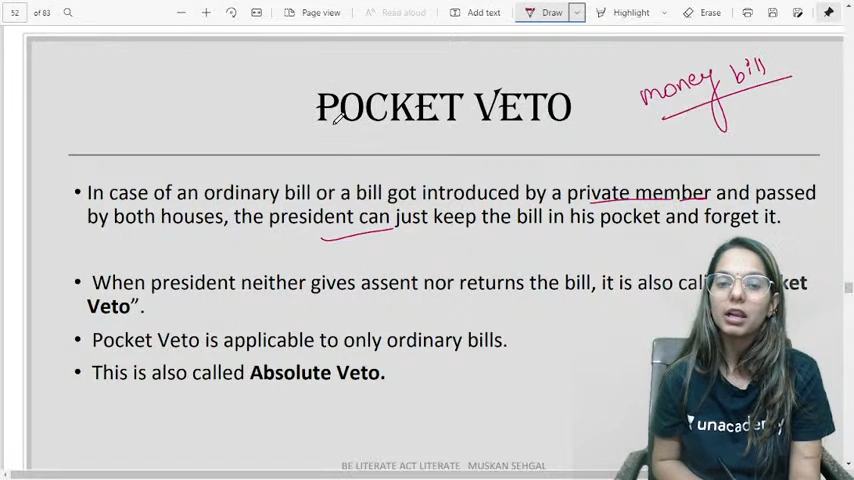 52 of 83 Page view Read aloud Add text Draw Highlight Erase
money bill
POCKET VETO
• In case of an ordinary bill or a bill got introduced by a private member and passed
by both houses, the president can just keep the bill in his pocket and forget it.
• When president neither gives assent nor returns the bill, it is also call
Veto”.
• Pocket Veto is applicable to only ordinary bills.
• This is also called Absolute Veto.
unacademy
BE LITERATE ACT LITERATE MUSKAN SEHGAL